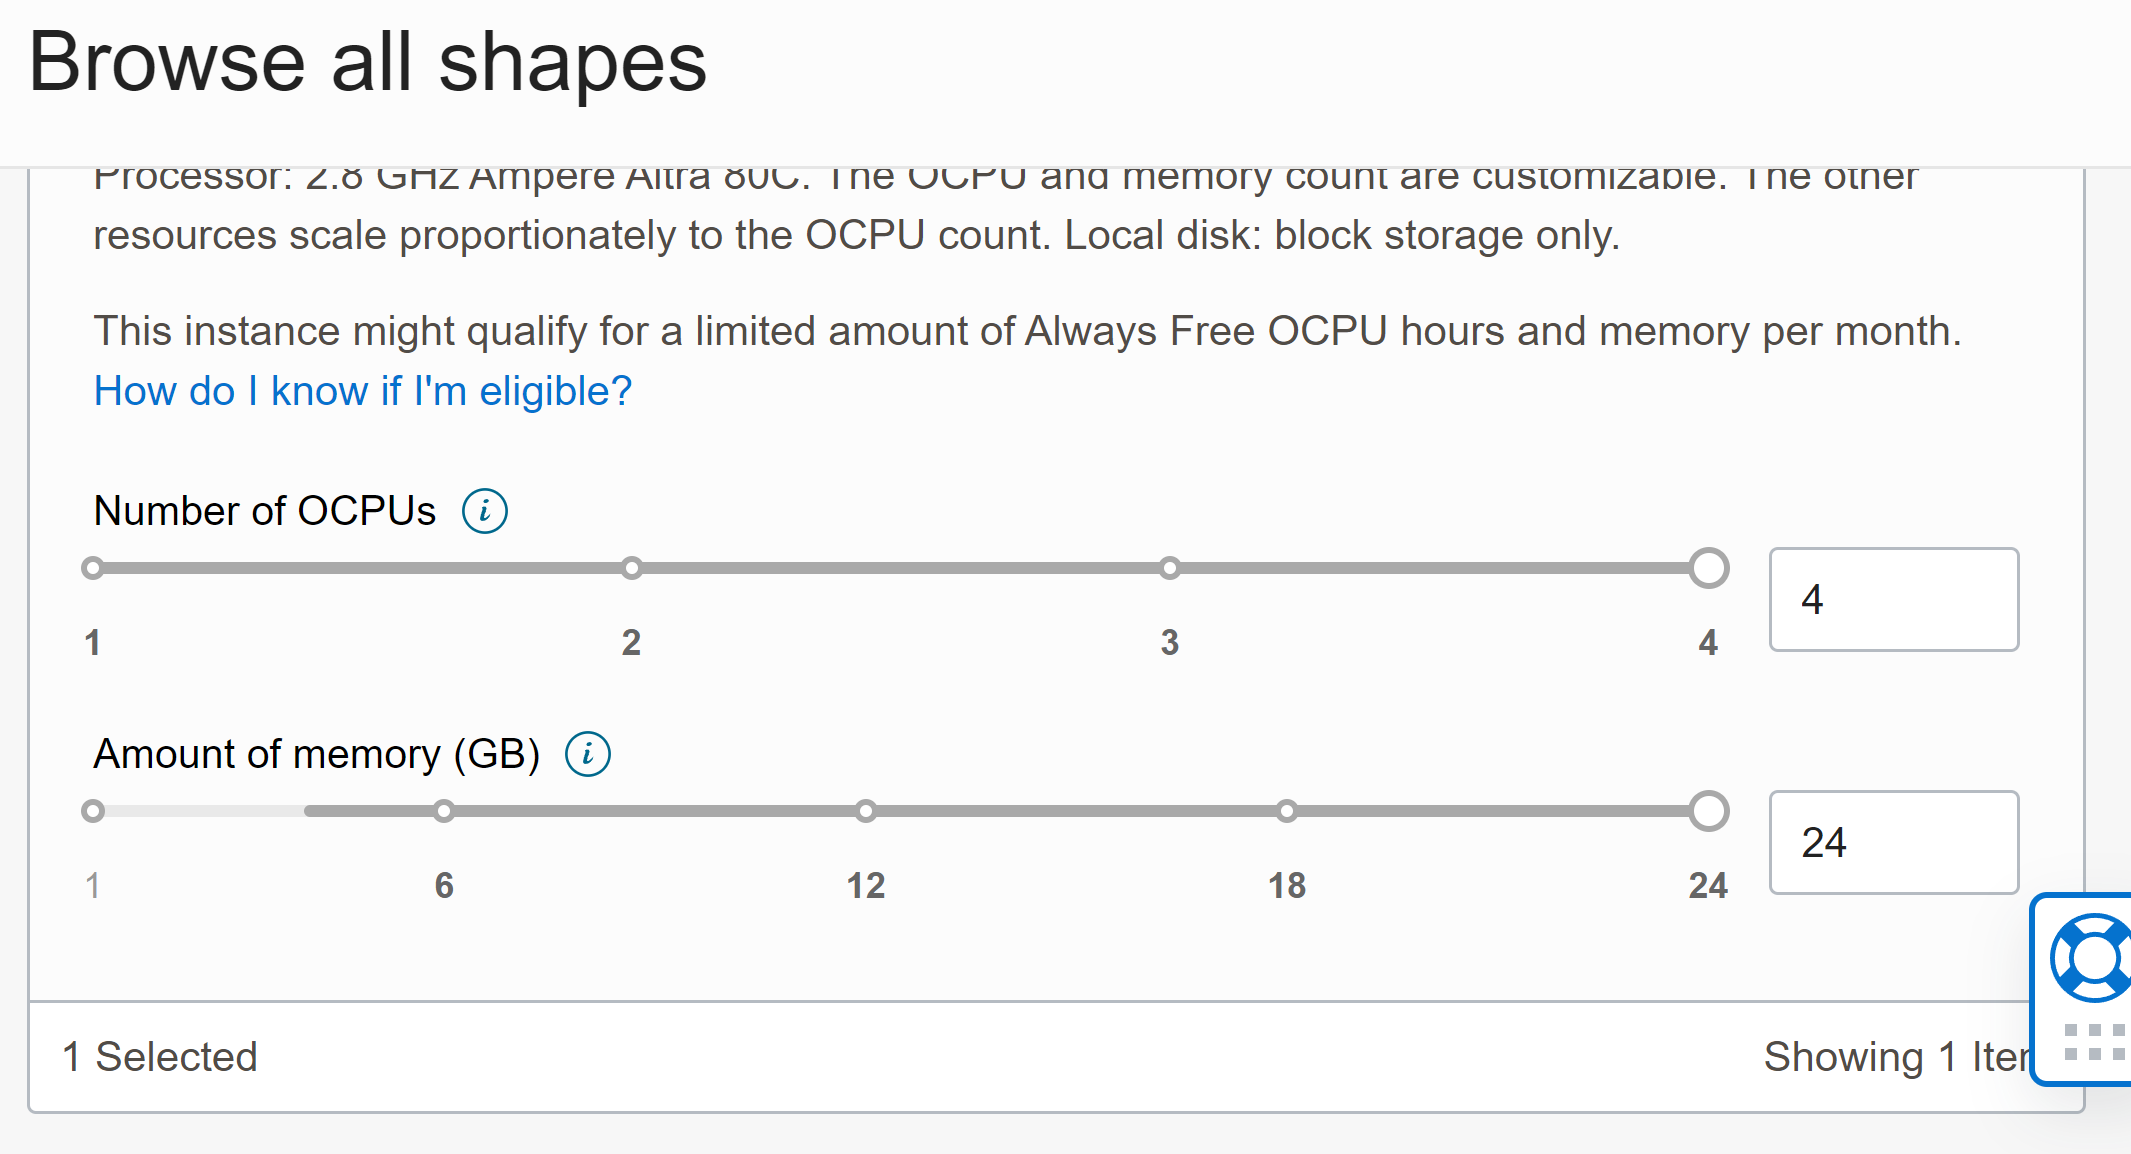 Browse all shapes
Processor: 2.8 GHz Ampere Altra 80C. The OCPU and memory count are customizable. The other
resources scale proportionately to the OCPU count. Local disk: block storage only.
This instance might qualify for a limited amount of Always Free OCPU hours and memory per month.
How do I know if I'm eligible?
Number of OCPUs
1 2 3 4
4
Amount of memory (GB)
1 6 12 18 24
24
1 Selected
Showing 1